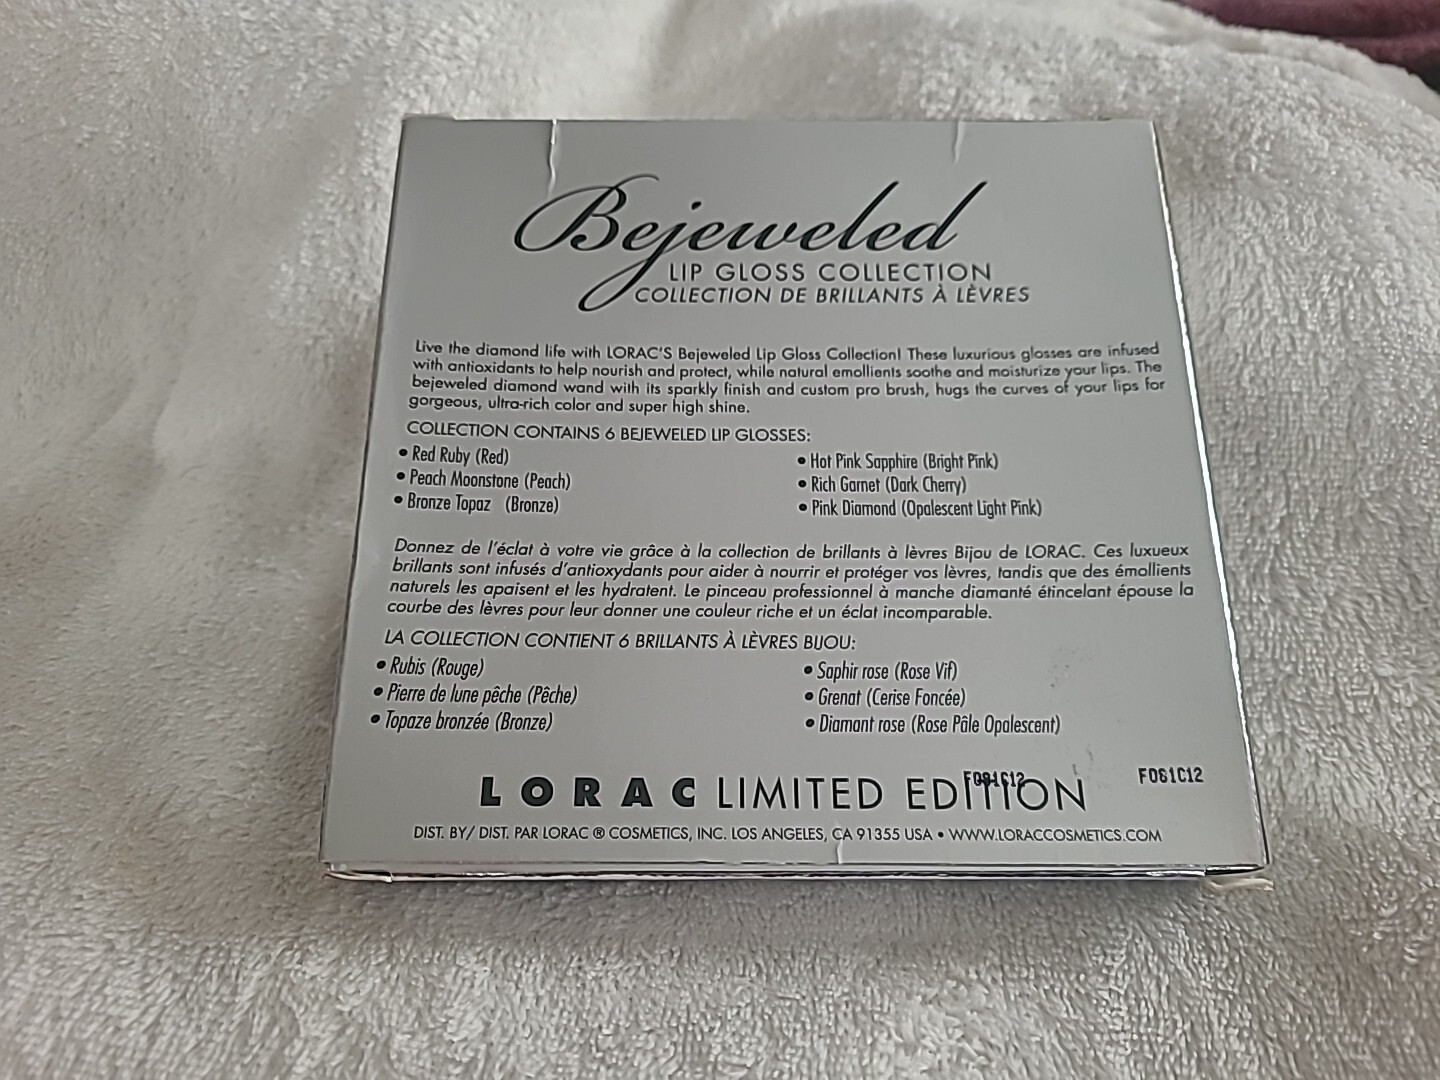 Bejeweled
LIP GLOSS COLLECTION
COLLECTION DE BRILLANTS À LÈVRES
Live the diamond life with LORAC'S Bejeweled Lip Gloss Collection! These luxurious glosses are infused
with antioxidants to help nourish and protect, while natural emollients soothe and moisturize your lips. The
bejeweled diamond wand with its sparkly finish and custom pro brush, hugs the curves of your lips for
gorgeous, ultra-rich color and super high shine.
COLLECTION CONTAINS 6 BEJEWELED LIP GLOSSES:
• Red Ruby (Red)
• Peach Moonstone (Peach)
• Bronze Topaz (Bronze)
• Hot Pink Sapphire (Bright Pink)
• Rich Garnet (Dark Cherry)
• Pink Diamond (Opalescent Light Pink)
Donnez de l'éclat à votre vie grâce à la collection de brillants à lèvres Bijou de LORAC. Ces luxueux
brillants sont infusés d'antioxydants pour aider à nourrir et protéger vos lèvres, tandis que des émollients
naturels les apaisent et les hydratent. Le pinceau professionnel à manche diamanté étincelant épouse la
courbe des lèvres pour leur donner une couleur riche et un éclat incomparable.
LA COLLECTION CONTIENT 6 BRILLANTS À LÈVRES BIJOU:
• Rubis (Rouge)
• Pierre de lune pêche (Pêche)
• Topaze bronzée (Bronze)
• Saphir rose (Rose Vif)
• Grenat (Cerise Foncée)
• Diamant rose (Rose Pâle Opalescent)
LORAC LIMITED EDITION
F061C12
DIST. BY/ DIST. PAR LORAC ® COSMETICS, INC. LOS ANGELES, CA 91355 USA • WWW.LORACCOSMETICS.COM